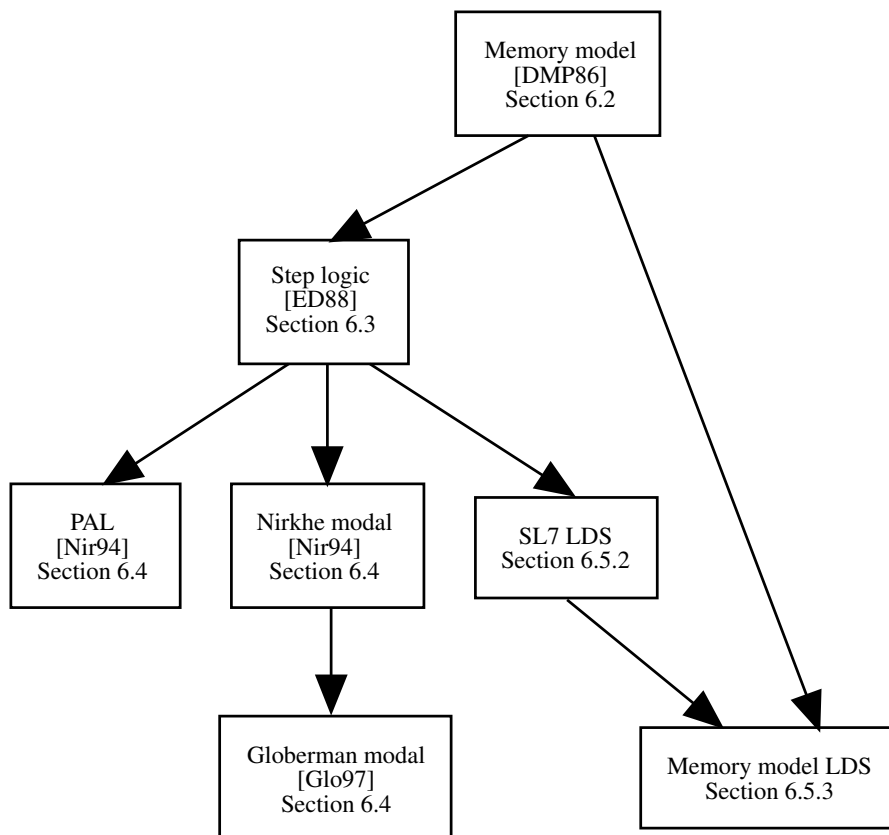 Memory model
[DMP86]
Section 6.2
Step logic
[ED88]
Section 6.3
PAL
[Nir94]
Section 6.4
Nirkhe modal
[Nir94]
Section 6.4
SL7 LDS
Section 6.5.2
Globerman modal
[Glo97]
Section 6.4
Memory model LDS
Section 6.5.3